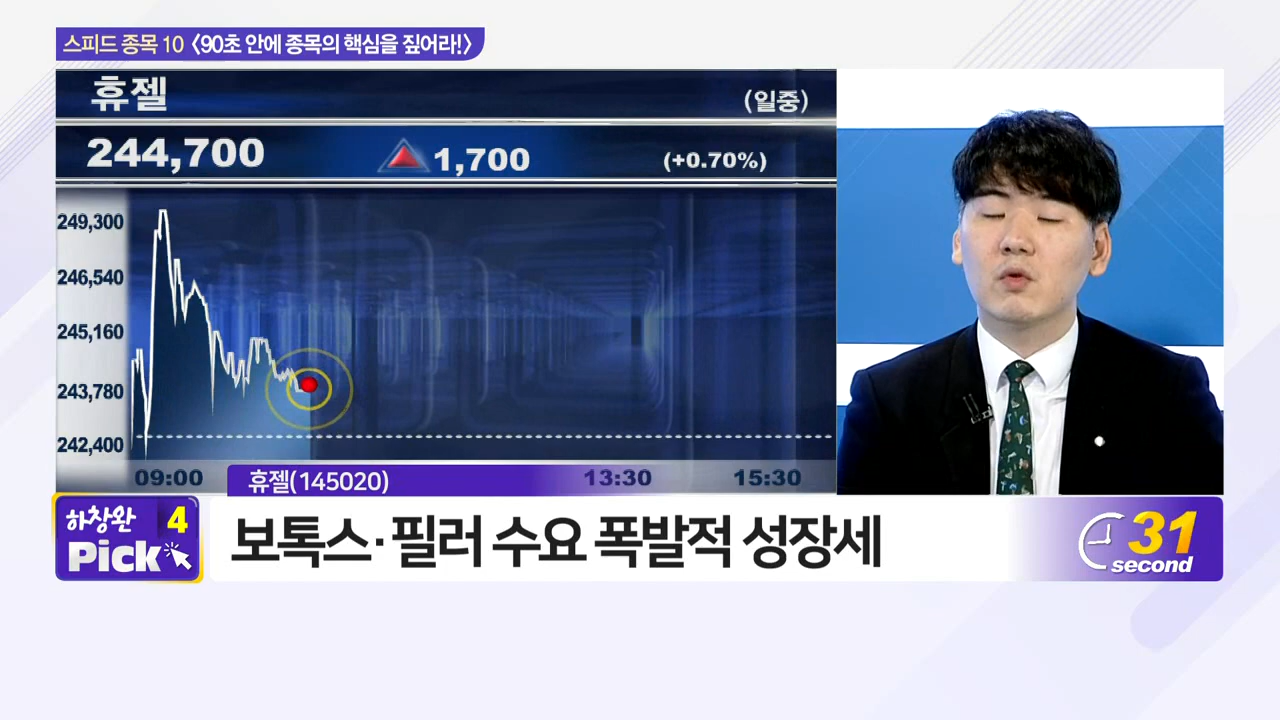 스피드 종목 10 〈90초 안에 종목의 핵심을 짚어라!〉
휴젤 (일중)
244,700 1,700 (+0.70%)
249,300
246,540
245,160
243,780
242,400
09:00 13:30 15:30
휴젤(145020)
하창완 4
Pick
보톡스·필러 수요 폭발적 성장세
31
second